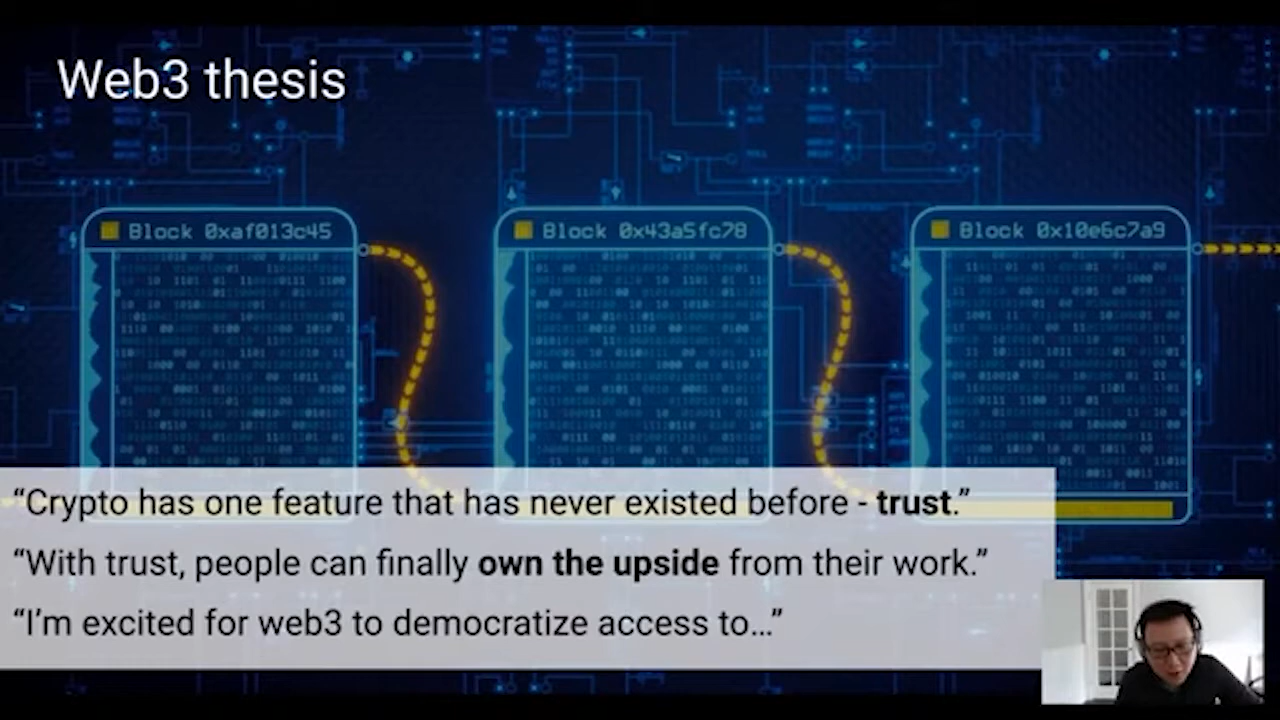 Web3 thesis
Block 0xaf013c45
Block 0x43a5fc78
Block 0x10e6c7a9
“Crypto has one feature that has never existed before - trust.”
“With trust, people can finally own the upside from their work.”
“I’m excited for web3 to democratize access to…”